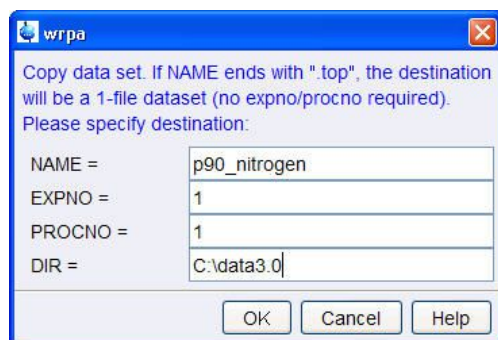 wrpa
Copy data set. If NAME ends with ".top", the destination
will be a 1-file dataset (no expno/procno required).
Please specify destination:
NAME = p90_nitrogen
EXPNO = 1
PROCNO = 1
DIR = C:\data3.0
OK Cancel Help